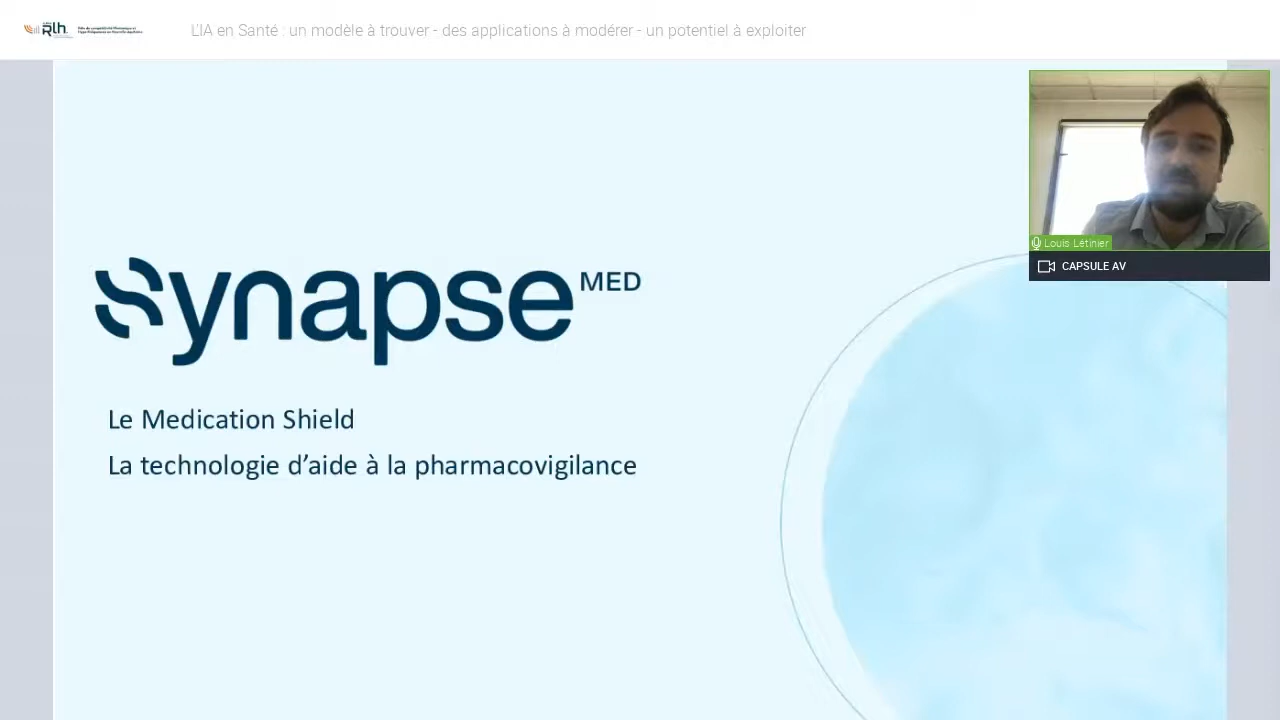 Rlh
L'IA en Santé : un modèle à trouver - des applications à modérer - un potentiel à exploiter
Louis Létinier
CAPSULE AV
Synapse MED
Le Medication Shield
La technologie d'aide à la pharmacovigilance